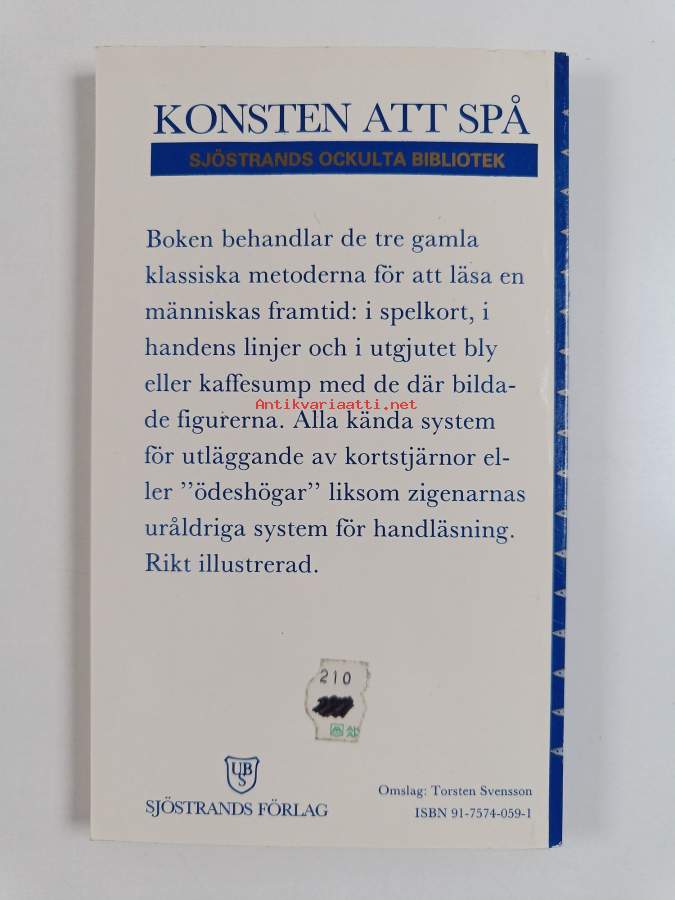 KONSTEN ATT SPÅ
SJÖSTRANDS OCKULTA BIBLIOTEK
Boken behandlar de tre gamla
klassiska metoderna för att läsa en
människas framtid: i spelkort, i
handens linjer och i utgjutet bly
eller kaffesump med de där bilda-
Antikvariaatti.net
de figurerna. Alla kända system
för utläggande av kortstjärnor el-
ler ”ödeshögar” liksom zigenarnas
uråldriga system för handläsning.
Rikt illustrerad.
210
UBS
SJÖSTRANDS FÖRLAG
Omslag: Torsten Svensson
ISBN 91-7574-059-1